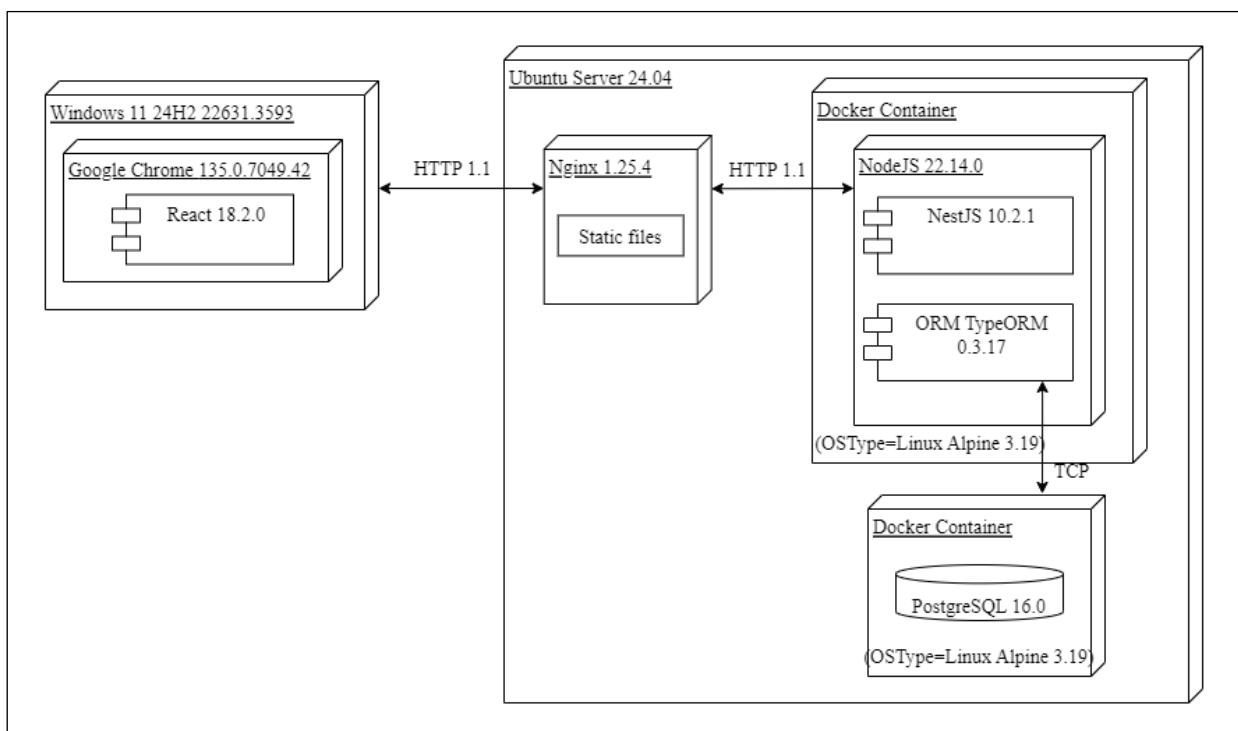 Windows 11 24H2 22631.3593
Google Chrome 135.0.7049.42
React 18.2.0
HTTP 1.1
Ubuntu Server 24.04
Nginx 1.25.4
Static files
HTTP 1.1
Docker Container
NodeJS 22.14.0
NestJS 10.2.1
ORM TypeORM
0.3.17
(OSType=Linux Alpine 3.19)
TCP
Docker Container
PostgreSQL 16.0
(OSType=Linux Alpine 3.19)